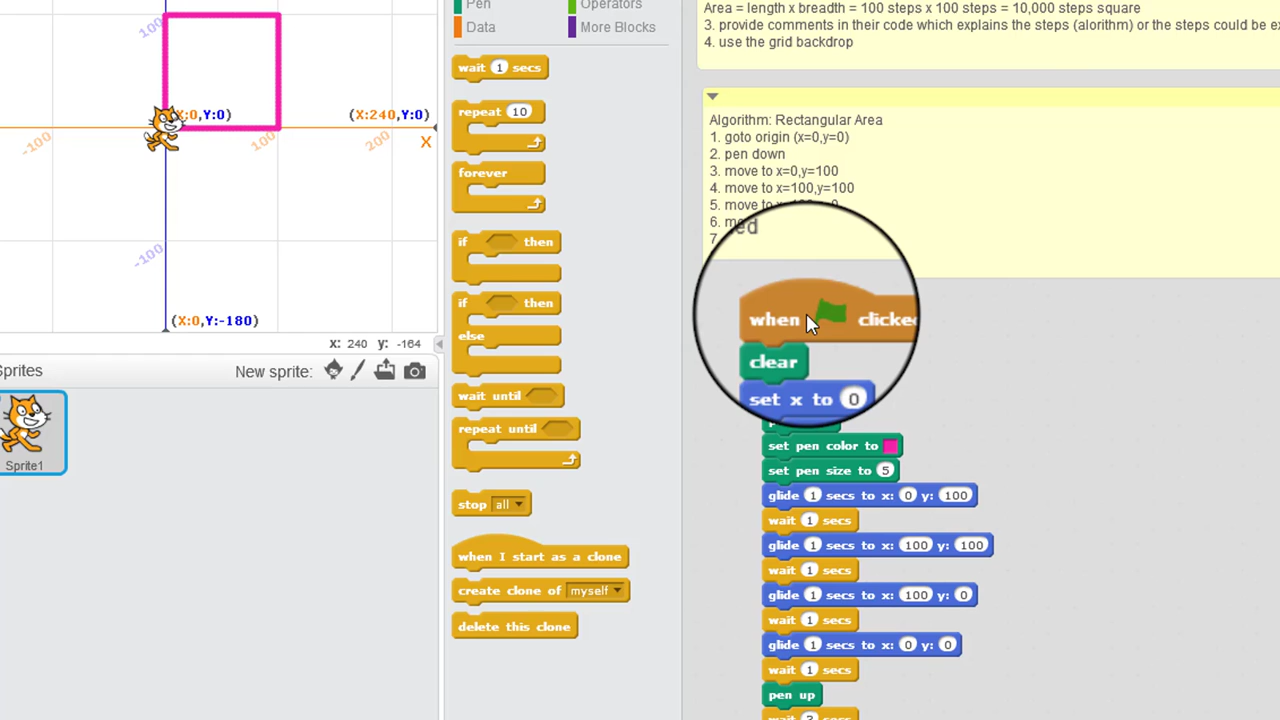 100
X:0,Y:0)
(X:240,Y:0)
-100
100
200
X
-100
(X:0,Y:-180)
x: 240 y: -164
Sprites
New sprite:
Sprite1
Pen
Operators
Data
More Blocks
wait 1 secs
repeat 10
forever
if then
if then
else
wait until
repeat until
stop all
when I start as a clone
create clone of myself
delete this clone
Area = length x breadth = 100 steps x 100 steps = 10,000 steps square
3. provide comments in their code which explains the steps (alorithm) or the steps could be
4. use the grid backdrop
Algorithm: Rectangular Area
1. goto origin (x=0,y=0)
2. pen down
3. move to x=0,y=100
4. move to x=100,y=100
5. move to
6.
7.
when clicke
clear
set x to 0
set pen color to
set pen size to 5
glide 1 secs to x: 0 y: 100
wait 1 secs
glide 1 secs to x: 100 y: 100
wait 1 secs
glide 1 secs to x: 100 y: 0
wait 1 secs
glide 1 secs to x: 0 y: 0
wait 1 secs
pen up